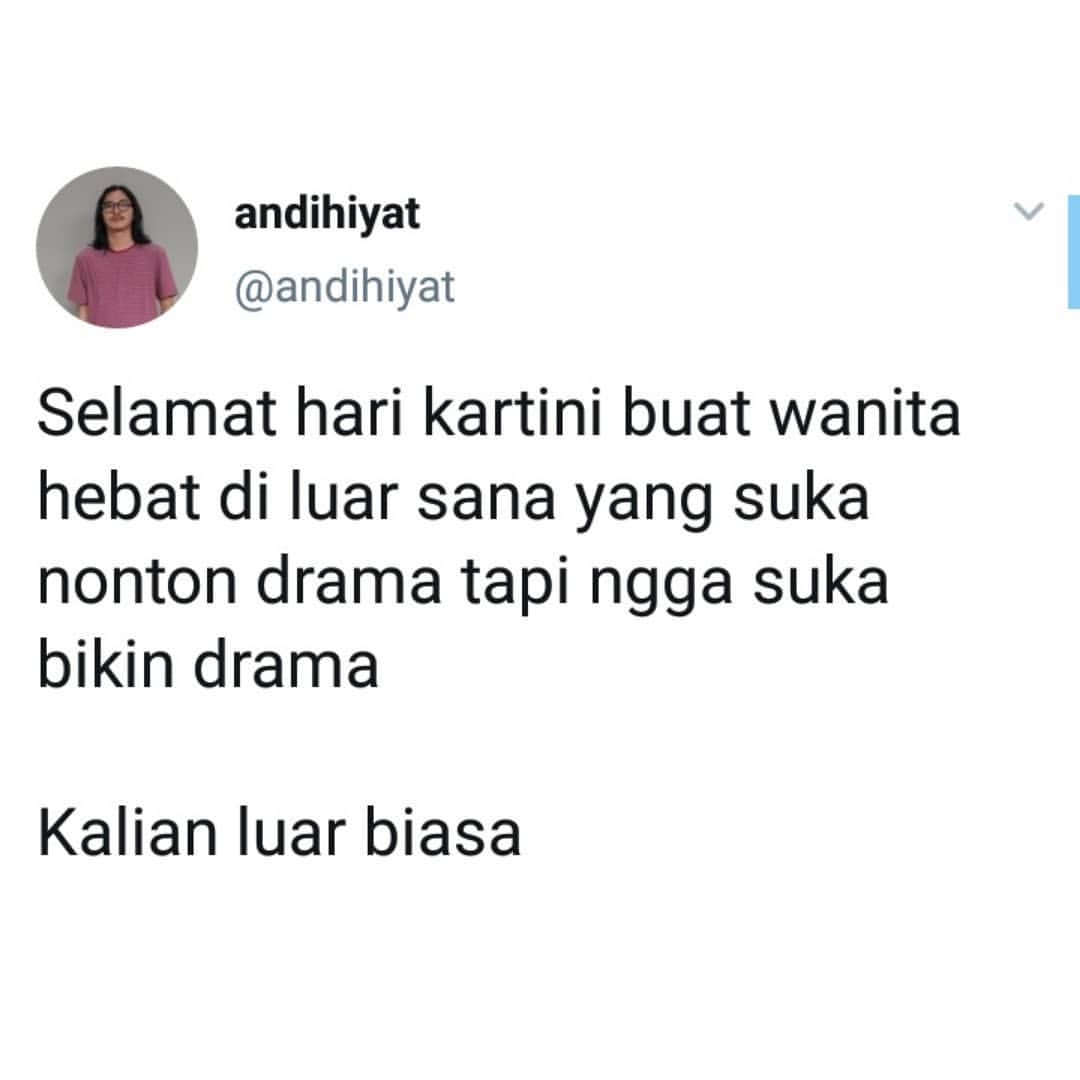 andihiyat
@andihiyat
Selamat hari kartini buat wanita
hebat di luar sana yang suka
nonton drama tapi ngga suka
bikin drama
Kalian luar biasa